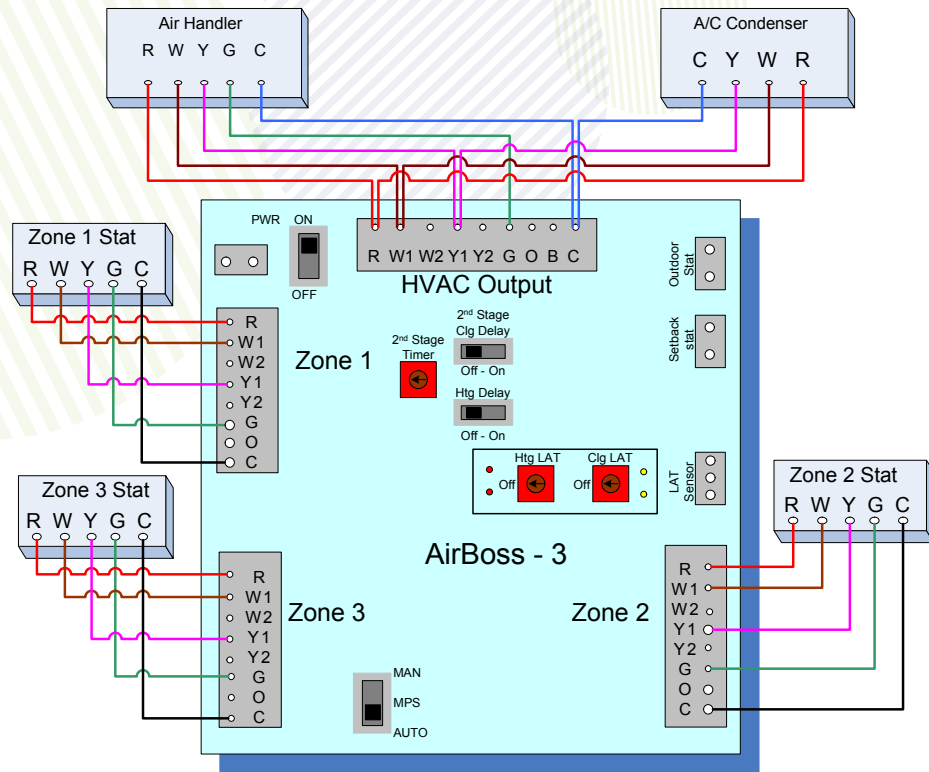 Air Handler
R W Y G C
A/C Condenser
C Y W R
PWR
ON
OFF
R W1 W2 Y1 Y2 G O B C
HVAC Output
Outdoor
Stat
Setback
stat
Zone 1 Stat
R W Y G C
R
W1
W2
Y1
Y2
G
O
C
Zone 1
2nd Stage
Timer
2nd Stage
Clg Delay
Off - On
Htg Delay
Off - On
Htg LAT
Off
Clg LAT
Off
LAT
Sensor
Zone 3 Stat
R W Y G C
Zone 2 Stat
R W Y G C
AirBoss - 3
R
W1
W2
Y1
Y2
G
O
C
Zone 3
Zone 2
R
W1
W2
Y1
Y2
G
O
C
MAN
MPS
AUTO